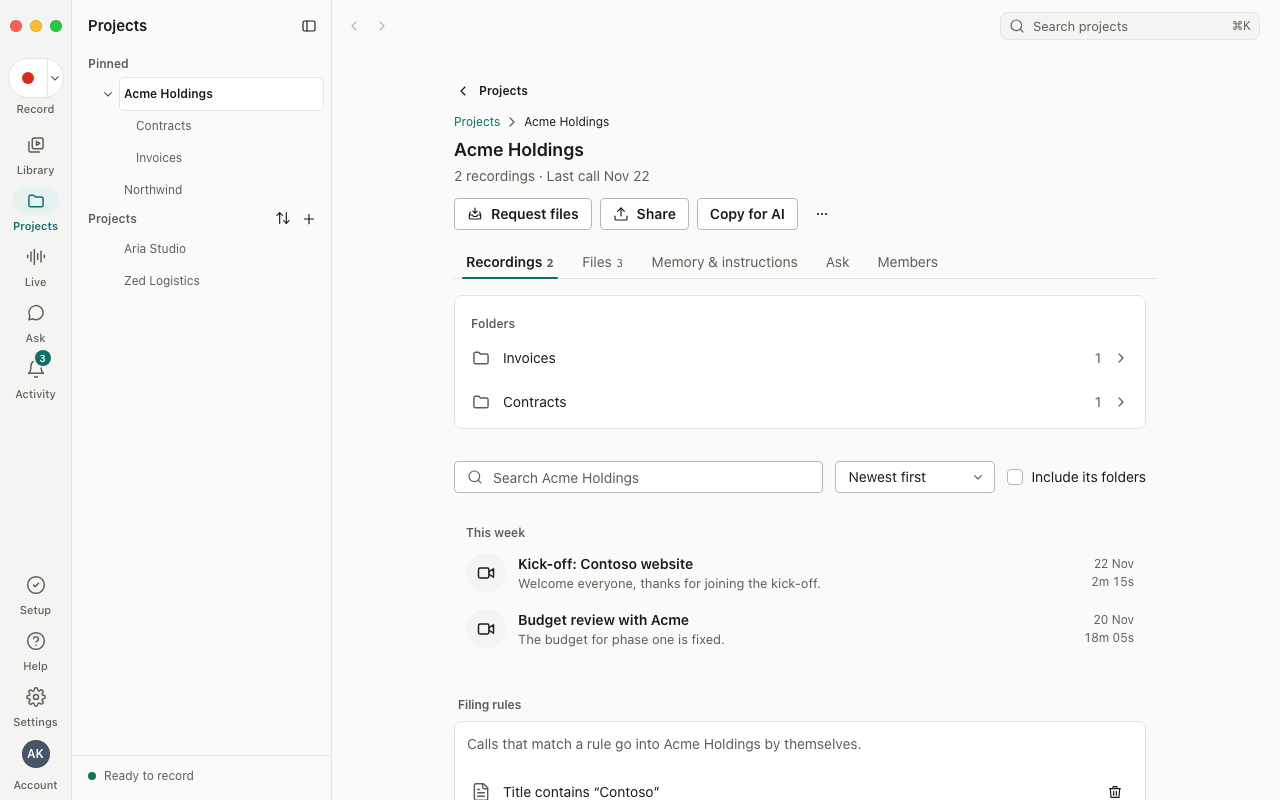 Projects
Search projects
⌘K
Record
Library
Projects
Live
Ask
3
Activity
Setup
Help
Settings
AK
Account
Pinned
Acme Holdings
Contracts
Invoices
Northwind
Projects
Aria Studio
Zed Logistics
Ready to record
Projects
Projects Acme Holdings
Acme Holdings
2 recordings · Last call Nov 22
Request files Share Copy for AI ···
Recordings 2 Files 3 Memory & instructions Ask Members
Folders
Invoices 1
Contracts 1
Search Acme Holdings Newest first Include its folders
This week
Kick-off: Contoso website 22 Nov
Welcome everyone, thanks for joining the kick-off. 2m 15s
Budget review with Acme 20 Nov
The budget for phase one is fixed. 18m 05s
Filing rules
Calls that match a rule go into Acme Holdings by themselves.
Title contains “Contoso”